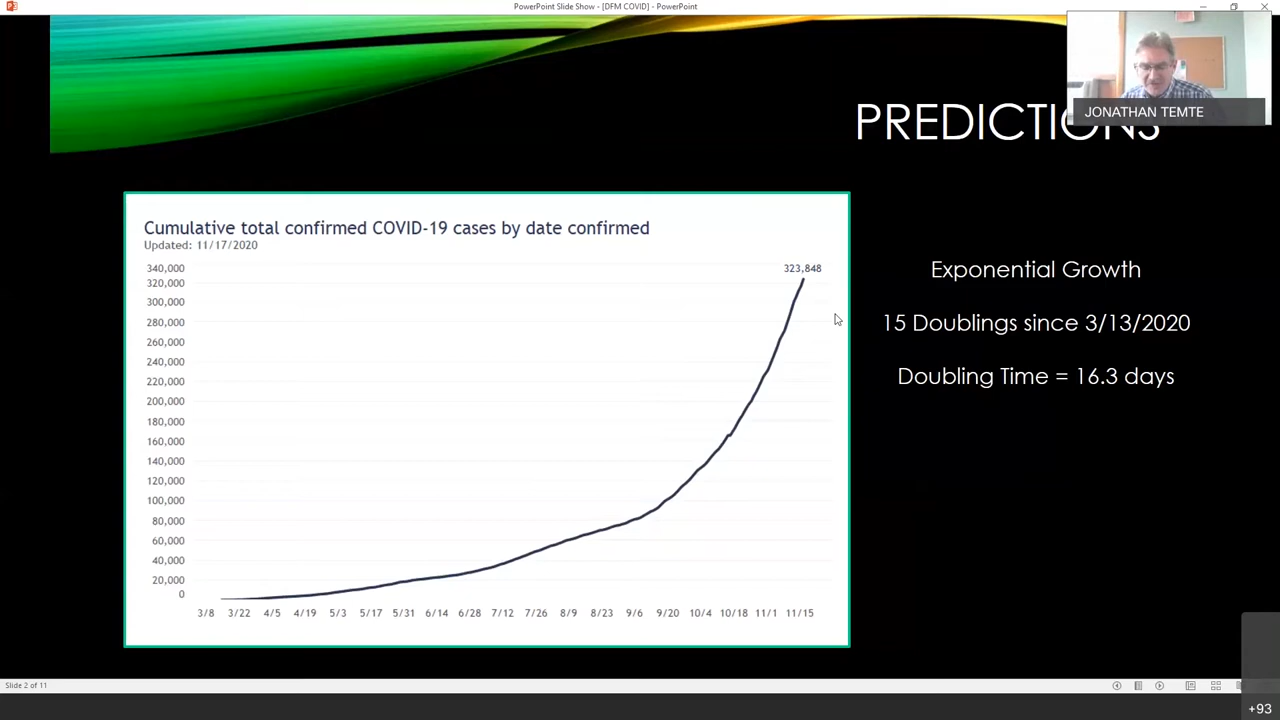 PowerPoint Slide Show - [DFM COVID] - PowerPoint
JONATHAN TEMTE
PREDICTIONS
Cumulative total confirmed COVID-19 cases by date confirmed
Updated: 11/17/2020
340,000
320,000
300,000
280,000
260,000
240,000
220,000
200,000
180,000
160,000
140,000
120,000
100,000
80,000
60,000
40,000
20,000
0
323,848
3/8 3/22 4/5 4/19 5/3 5/17 5/31 6/14 6/28 7/12 7/26 8/9 8/23 9/6 9/20 10/4 10/18 11/1 11/15
Exponential Growth
15 Doublings since 3/13/2020
Doubling Time = 16.3 days
Slide 2 of 11
+93